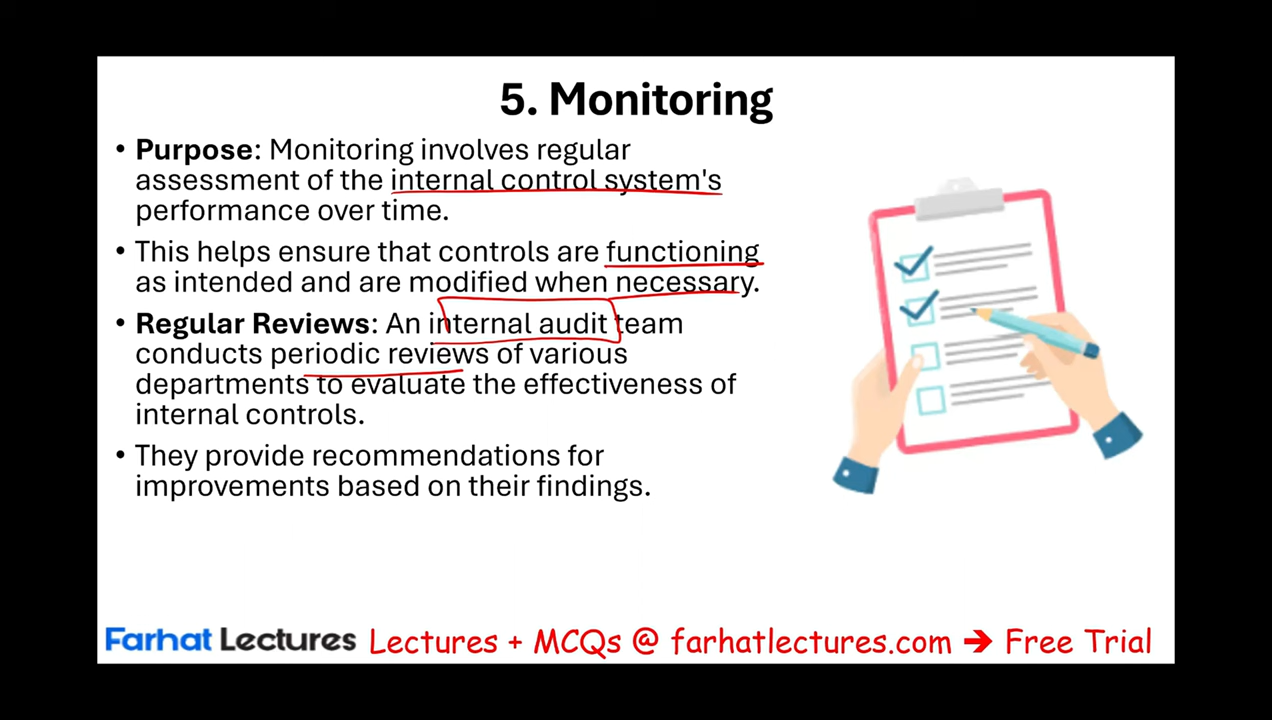 5. Monitoring
• Purpose: Monitoring involves regular
assessment of the internal control system's
performance over time.
• This helps ensure that controls are functioning
as intended and are modified when necessary.
• Regular Reviews: An internal audit team
conducts periodic reviews of various
departments to evaluate the effectiveness of
internal controls.
• They provide recommendations for
improvements based on their findings.
Farhat Lectures Lectures + MCQs @ farhatlectures.com ➔ Free Trial